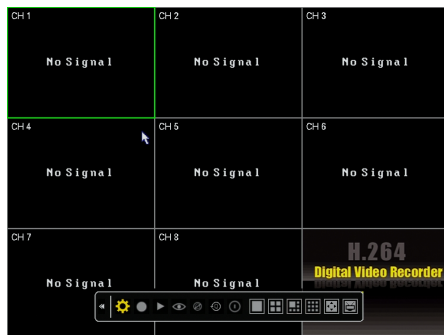 CH 1
No Signal
CH 2
No Signal
CH 3
No Signal
CH 4
No Signal
CH 5
No Signal
CH 6
No Signal
CH 7
No Signal
CH 8
No Signal
H.264
Digital Video Recorder